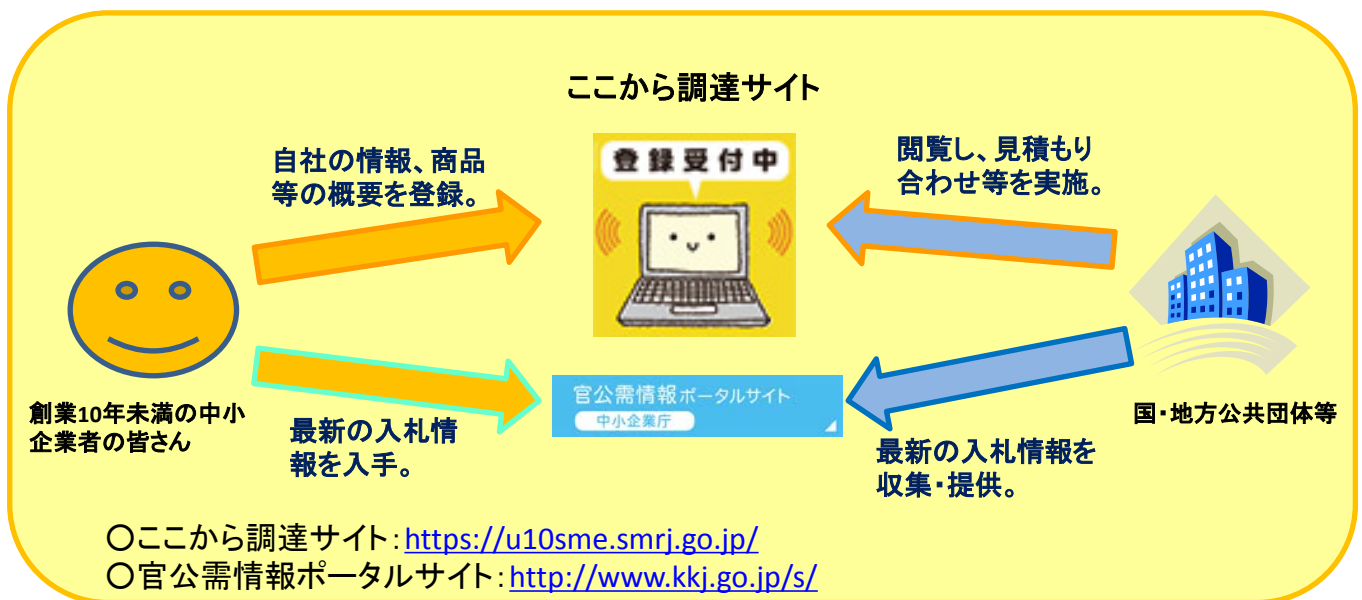 ここから調達サイト
自社の情報、商品
等の概要を登録。
登録受付中
閲覧し、見積もり
合わせ等を実施。
創業10年未満の中小
企業者の皆さん
最新の入札情
報を入手。
官公需情報ポータルサイト
中小企業庁
国・地方公共団体等
最新の入札情報を
収集・提供。
〇ここから調達サイト:https://u10sme.smrj.go.jp/
〇官公需情報ポータルサイト:http://www.kkj.go.jp/s/